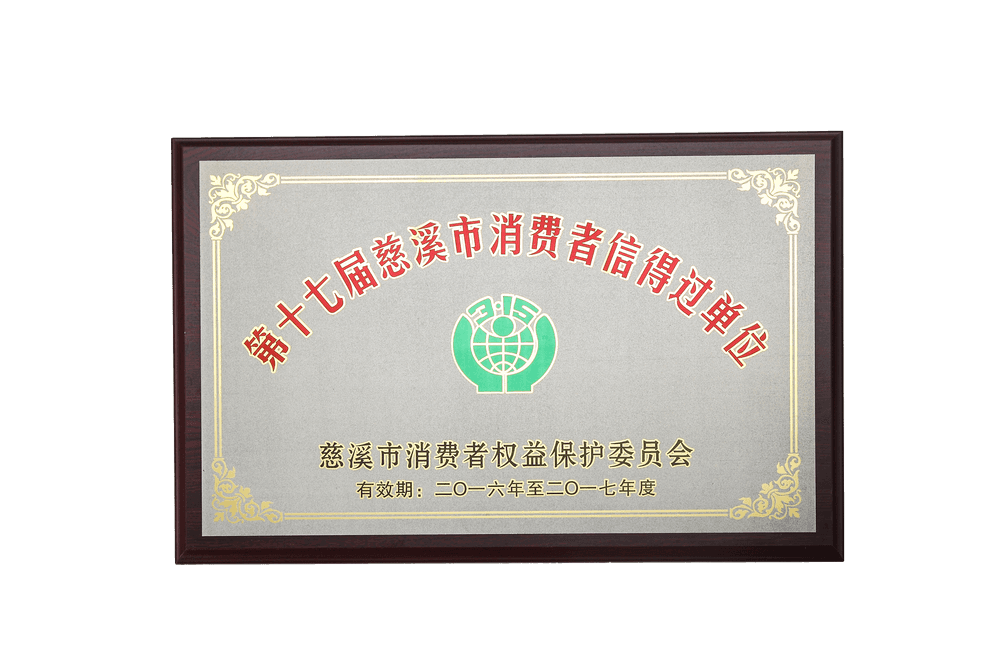 第十七届慈溪市消费者信得过单位
3·15
慈溪市消费者权益保护委员会
有效期：二〇一六年至二〇一七年度